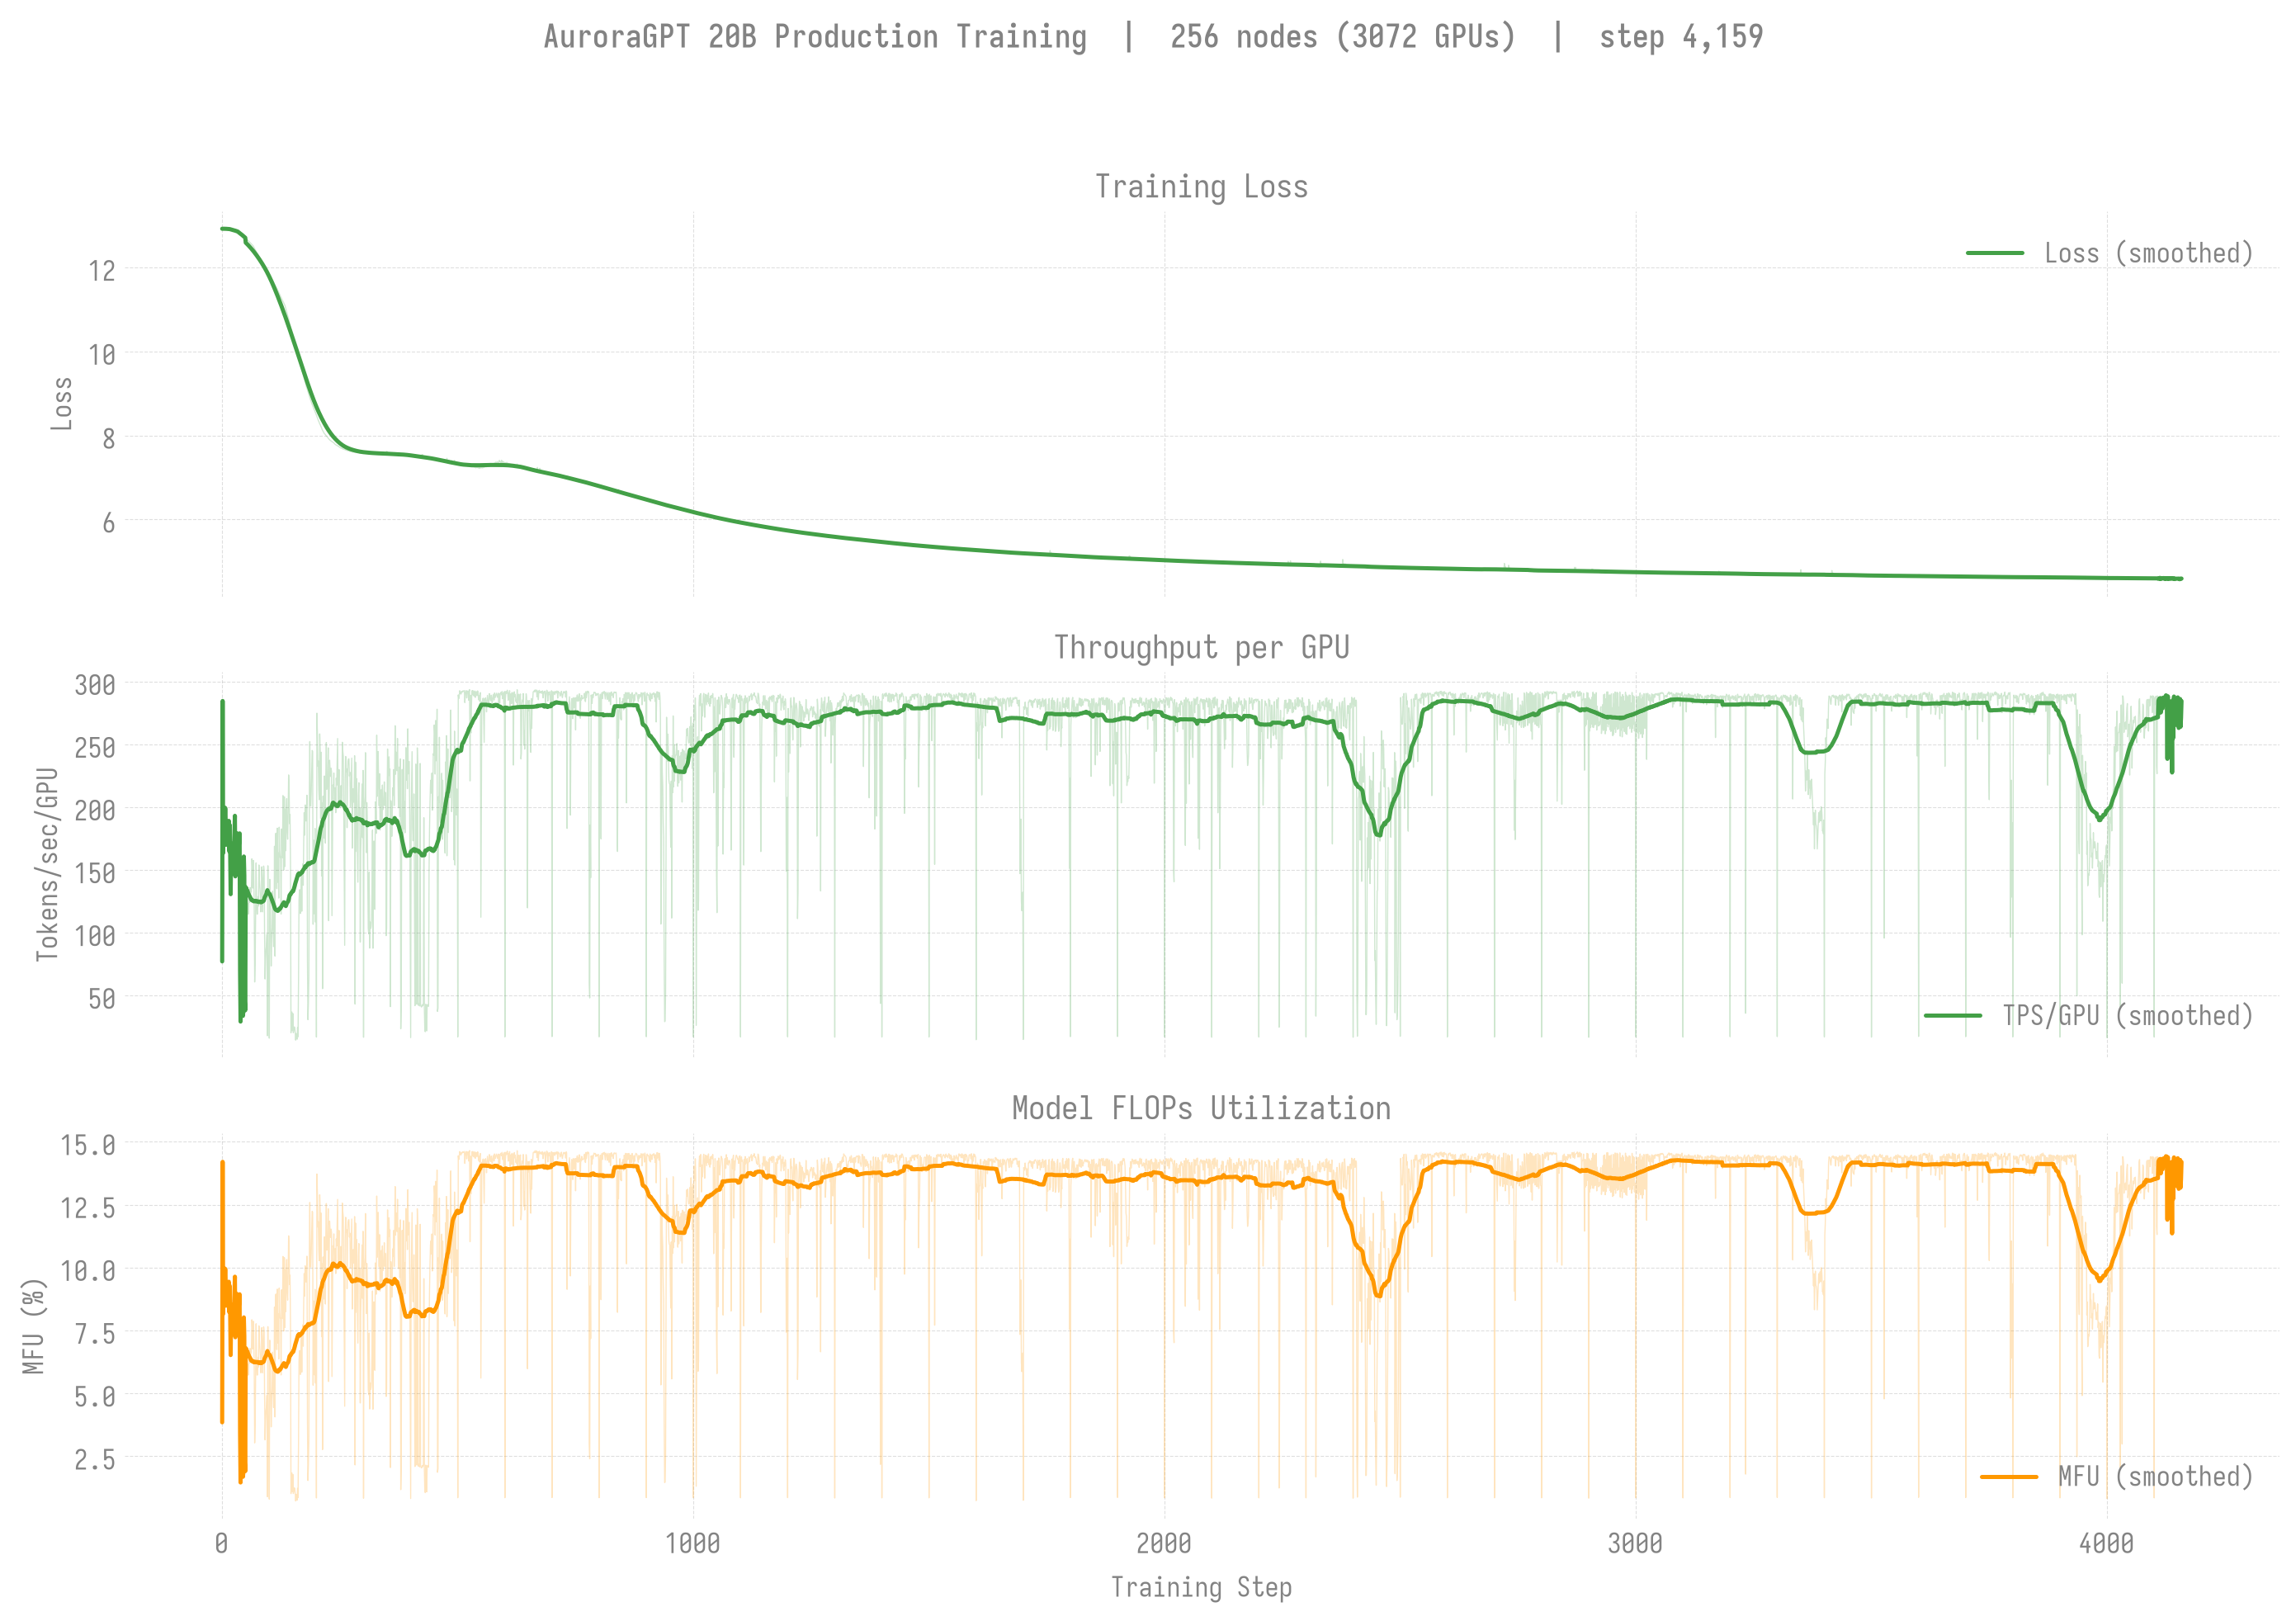 AuroraGPT 20B Production Training | 256 nodes (3072 GPUs) | step 4,159
Training Loss
Loss (smoothed)
12
10
8
6
Loss
Throughput per GPU
300
250
200
150
100
50
Tokens/sec/GPU
TPS/GPU (smoothed)
Model FLOPs Utilization
15.0
12.5
10.0
7.5
5.0
2.5
MFU (%)
MFU (smoothed)
0 1000 2000 3000 4000
Training Step